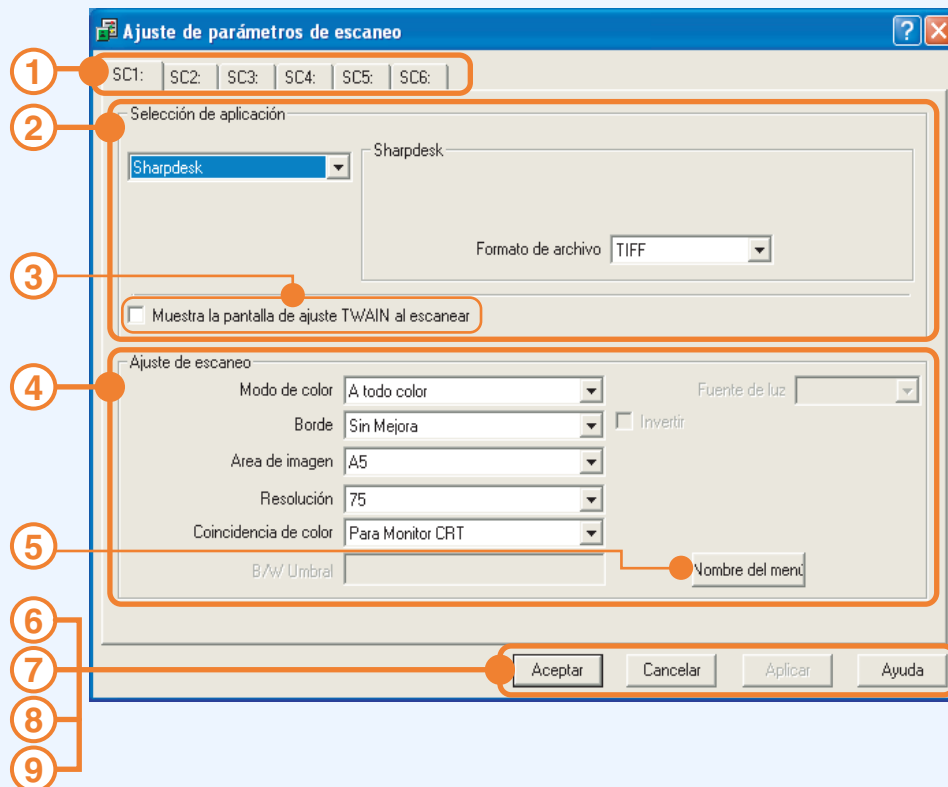 Ajuste de parámetros de escaneo
1
SC1: SC2: SC3: SC4: SC5: SC6:
2
Selección de aplicación
Sharpdesk
Sharpdesk
Formato de archivo TIFF
3
Muestra la pantalla de ajuste TWAIN al escanear
4
Ajuste de escaneo
Modo de color A todo color Fuente de luz
Borde Sin Mejora Invertir
Area de imagen A5
Resolución 75
Coincidencia de color Para Monitor CRT
5
B/W Umbral Nombre del menú
6
7
Aceptar Cancelar Aplicar Ayuda
8
9